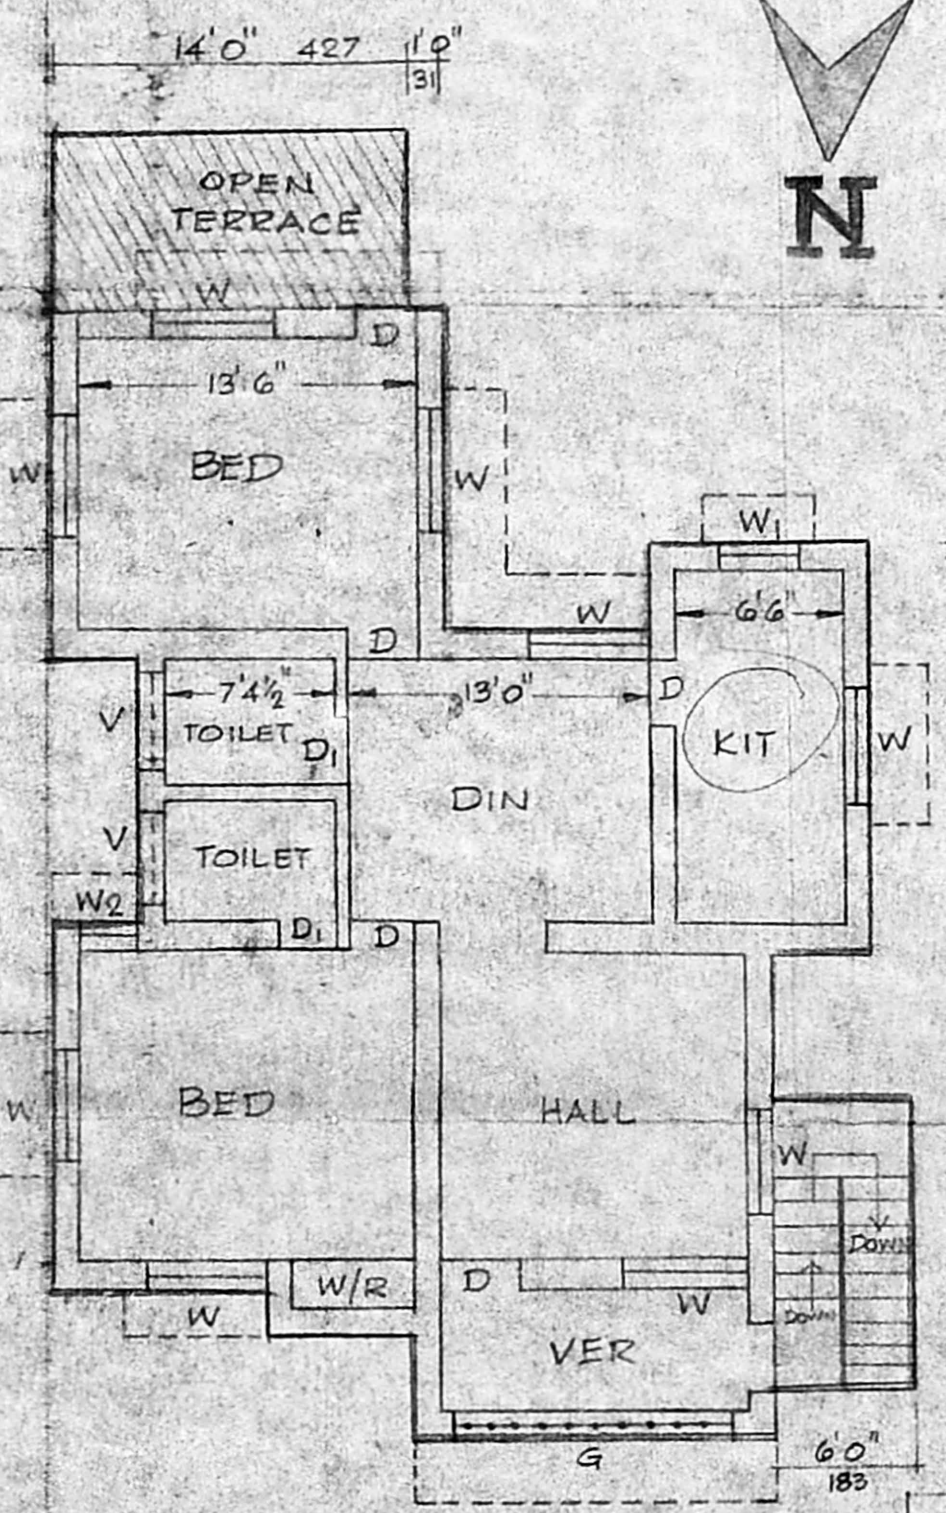 14'0" 427 1'0"
31
N
OPEN
TERRACE
W
D
13'6"
BED
W
W
W1
W
6'6"
D
7'4½"
13'0"
D
V
TOILET
D1
KIT
W
DIN
V
TOILET
W2
D1
D
BED
HALL
W
W
DOWN
W/R
D
W
DOWN
W
VER
G
6'0"
183